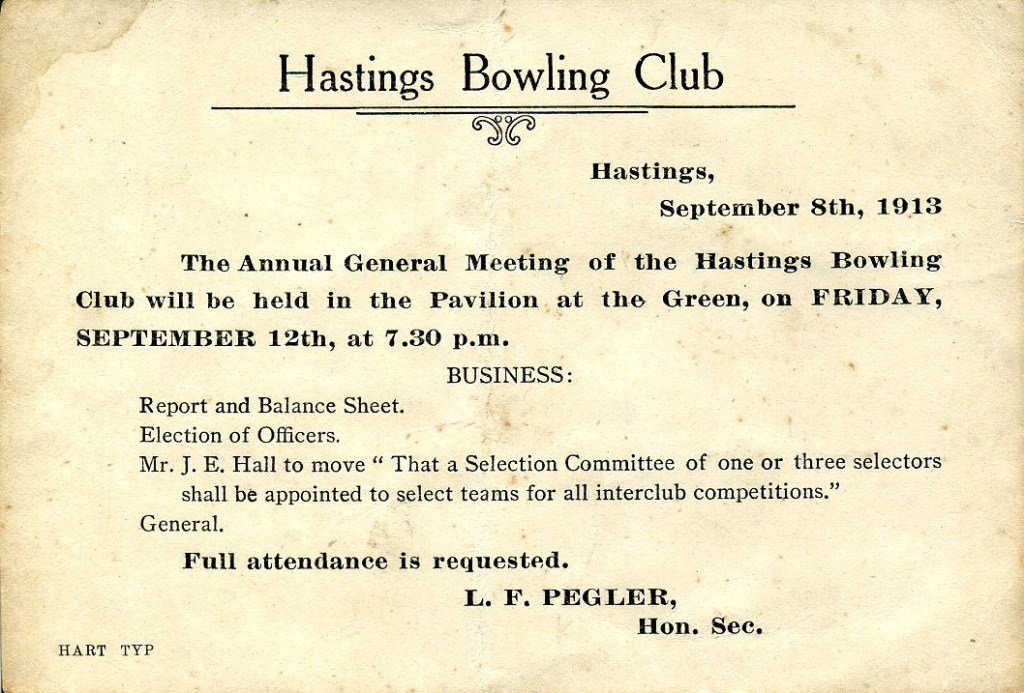 Hastings Bowling Club
Hastings,
September 8th, 1913
The Annual General Meeting of the Hastings Bowling
Club will be held in the Pavilion at the Green, on FRIDAY,
SEPTEMBER 12th, at 7.30 p.m.
BUSINESS:
Report and Balance Sheet.
Election of Officers.
Mr. J. E. Hall to move “ That a Selection Committee of one or three selectors
shall be appointed to select teams for all interclub competitions.”
General.
Full attendance is requested.
L. F. PEGLER,
Hon. Sec.
HART TYP